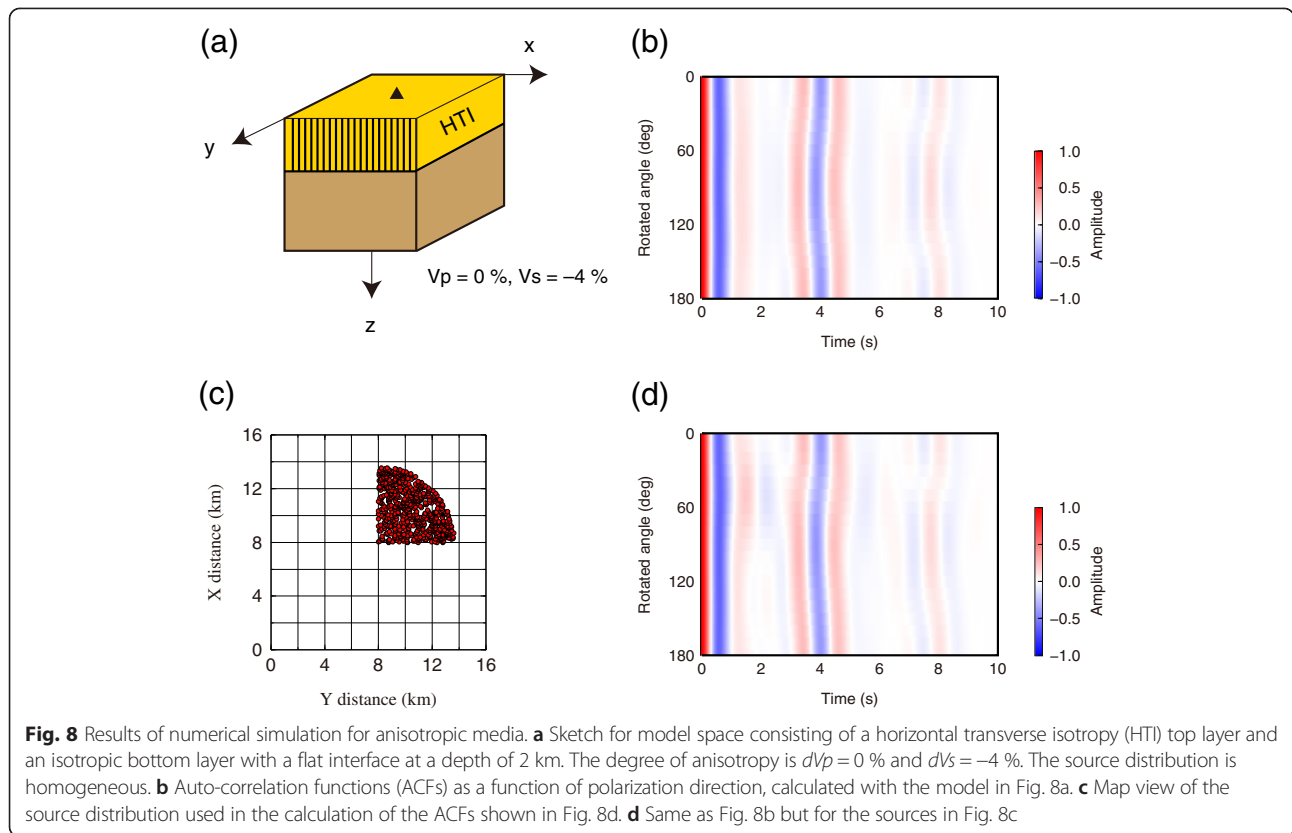 (a)
x
HTI
y
Vp = 0 %, Vs = −4 %
z
(b)
0
60
120
180
Rotated angle (deg)
0 2 4 6 8 10
Time (s)
1.0
0.5
0.0
−0.5
−1.0
Amplitude
(c)
16
12
8
4
0
X distance (km)
0 4 8 12 16
Y distance (km)
(d)
0
60
120
180
Rotated angle (deg)
0 2 4 6 8 10
Time (s)
1.0
0.5
0.0
−0.5
−1.0
Amplitude
Fig. 8 Results of numerical simulation for anisotropic media. a Sketch for model space consisting of a horizontal transverse isotropy (HTI) top layer and
an isotropic bottom layer with a flat interface at a depth of 2 km. The degree of anisotropy is dVp = 0 % and dVs = −4 %. The source distribution is
homogeneous. b Auto-correlation functions (ACFs) as a function of polarization direction, calculated with the model in Fig. 8a. c Map view of the
source distribution used in the calculation of the ACFs shown in Fig. 8d. d Same as Fig. 8b but for the sources in Fig. 8c